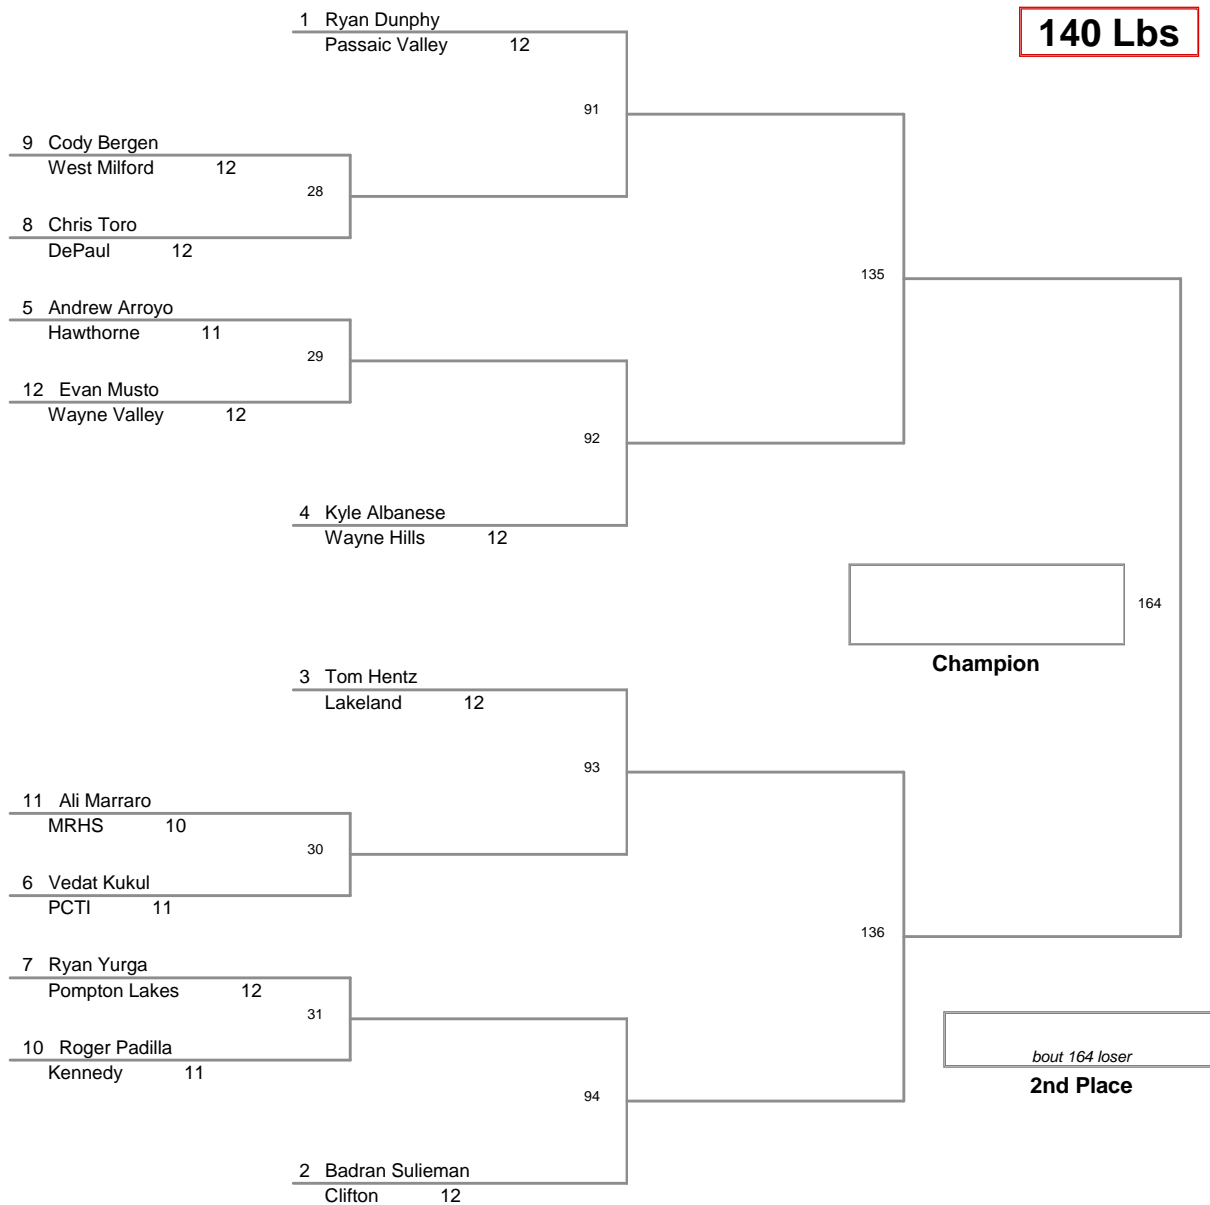 1 Ryan Dunphy
Passaic Valley 12
140 Lbs
91
9 Cody Bergen
West Milford 12
28
8 Chris Toro
DePaul 12
135
5 Andrew Arroyo
Hawthorne 11
29
12 Evan Musto
Wayne Valley 12
92
4 Kyle Albanese
Wayne Hills 12
164
Champion
3 Tom Hentz
Lakeland 12
93
11 Ali Marraro
MRHS 10
30
6 Vedat Kukul
PCTI 11
136
7 Ryan Yurga
Pompton Lakes 12
31
10 Roger Padilla
Kennedy 11
bout 164 loser
2nd Place
94
2 Badran Sulieman
Clifton 12